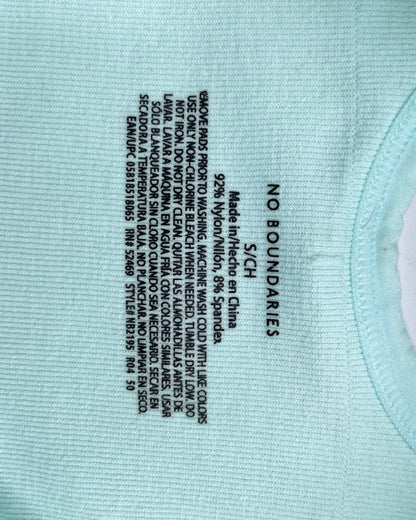 NO BOUNDARIES
S/CH
Made in/Hecho en China
92% Nylon/Nilón, 8% Spandex
REMOVE PADS PRIOR TO WASHING. MACHINE WASH COLD WITH LIKE COLORS
USE ONLY NON-CHLORINE BLEACH WHEN NEEDED. TUMBLE DRY LOW. DO
NOT IRON. DO NOT DRY CLEAN. QUITAR LAS ALMOHADILLAS ANTES DE
LAVAR. LAVAR A MÁQUINA EN AGUA FRÍA CON COLORES SIMILARES. USAR
SÓLO BLANQUEADOR SIN CLORO CUANDO SEA NECESARIO. SECAR EN
SECADORA A TEMPERATURA BAJA. NO PLANCHAR. NO LIMPIAR EN SECO.
EAN/UPC 05818518065 RN# 52469 STYLE# NB2195 R04 50